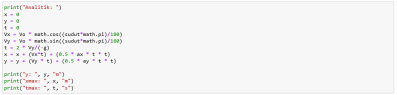 print("Analitik: ")
x = 0
y = 0
t = 0
Vx = Vo * math.cos((sudut*math.pi)/180)
Vy = Vo * math.sin((sudut*math.pi)/180)
t = 2 * Vy/(-g)
x = x + (Vx*t) + (0.5 * ax * t * t)
y = y + (Vy * t) + (0.5 * ay * t * t)
print("y: ", y, "m")
print("xmax: ", x, "m")
print("tmax: ", t, "s")